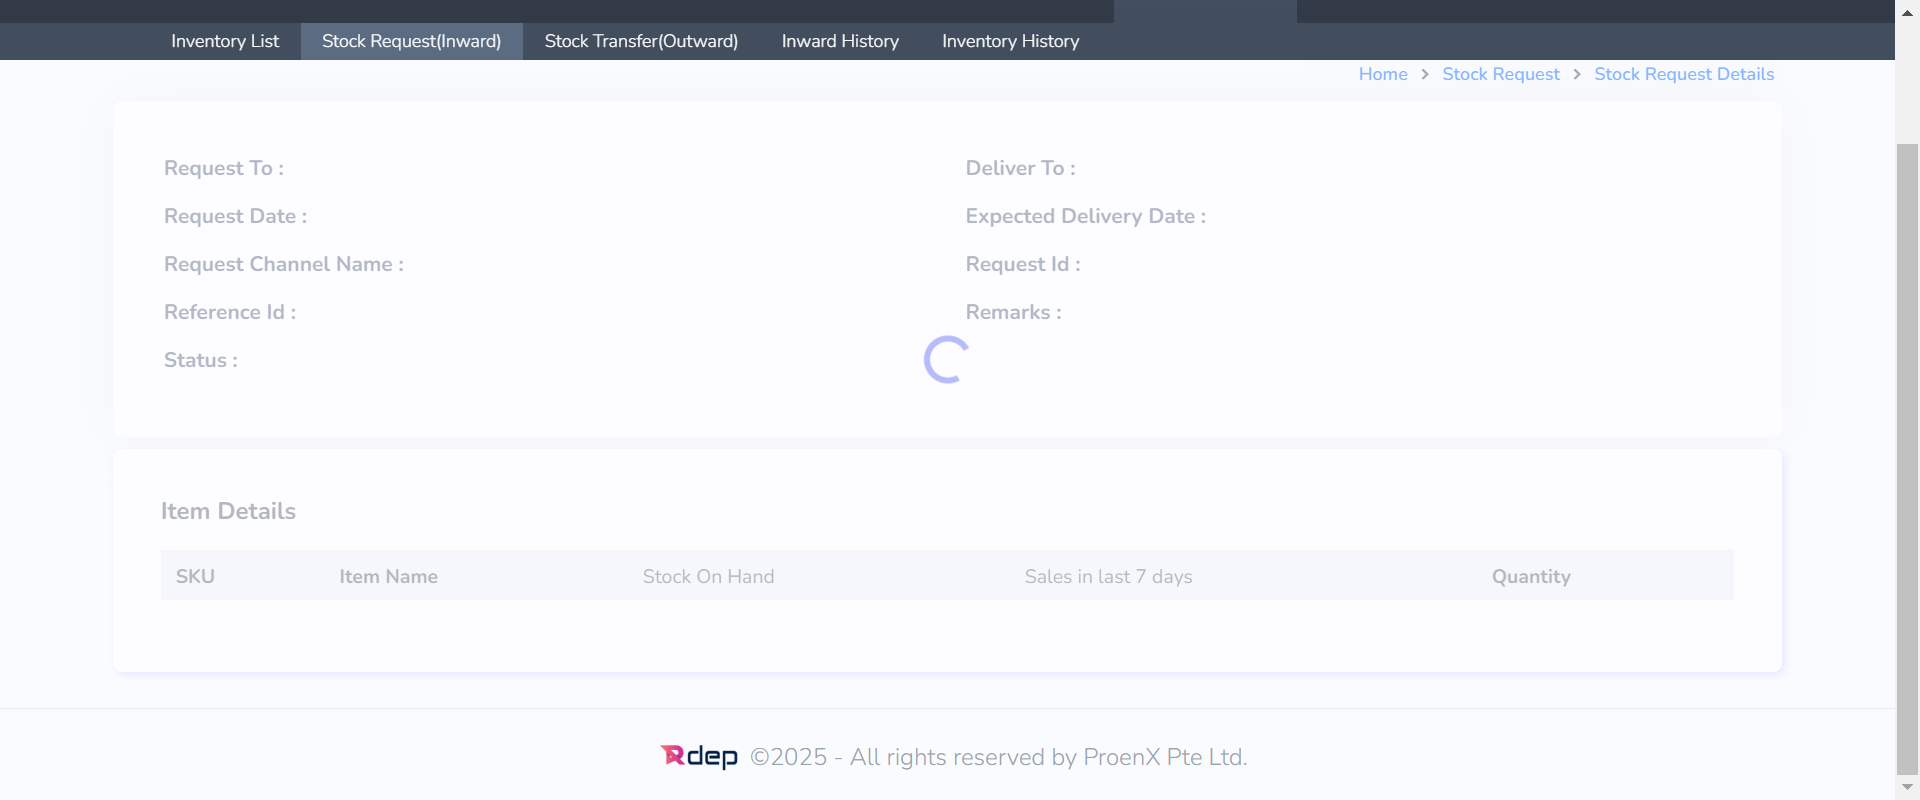 Inventory List Stock Request(Inward) Stock Transfer(Outward) Inward History Inventory History
Home > Stock Request > Stock Request Details
Request To : Deliver To :
Request Date : Expected Delivery Date :
Request Channel Name : Request Id :
Reference Id : Remarks :
Status :
Item Details
SKU Item Name Stock On Hand Sales in last 7 days Quantity
Rdep ©2025 - All rights reserved by ProenX Pte Ltd.